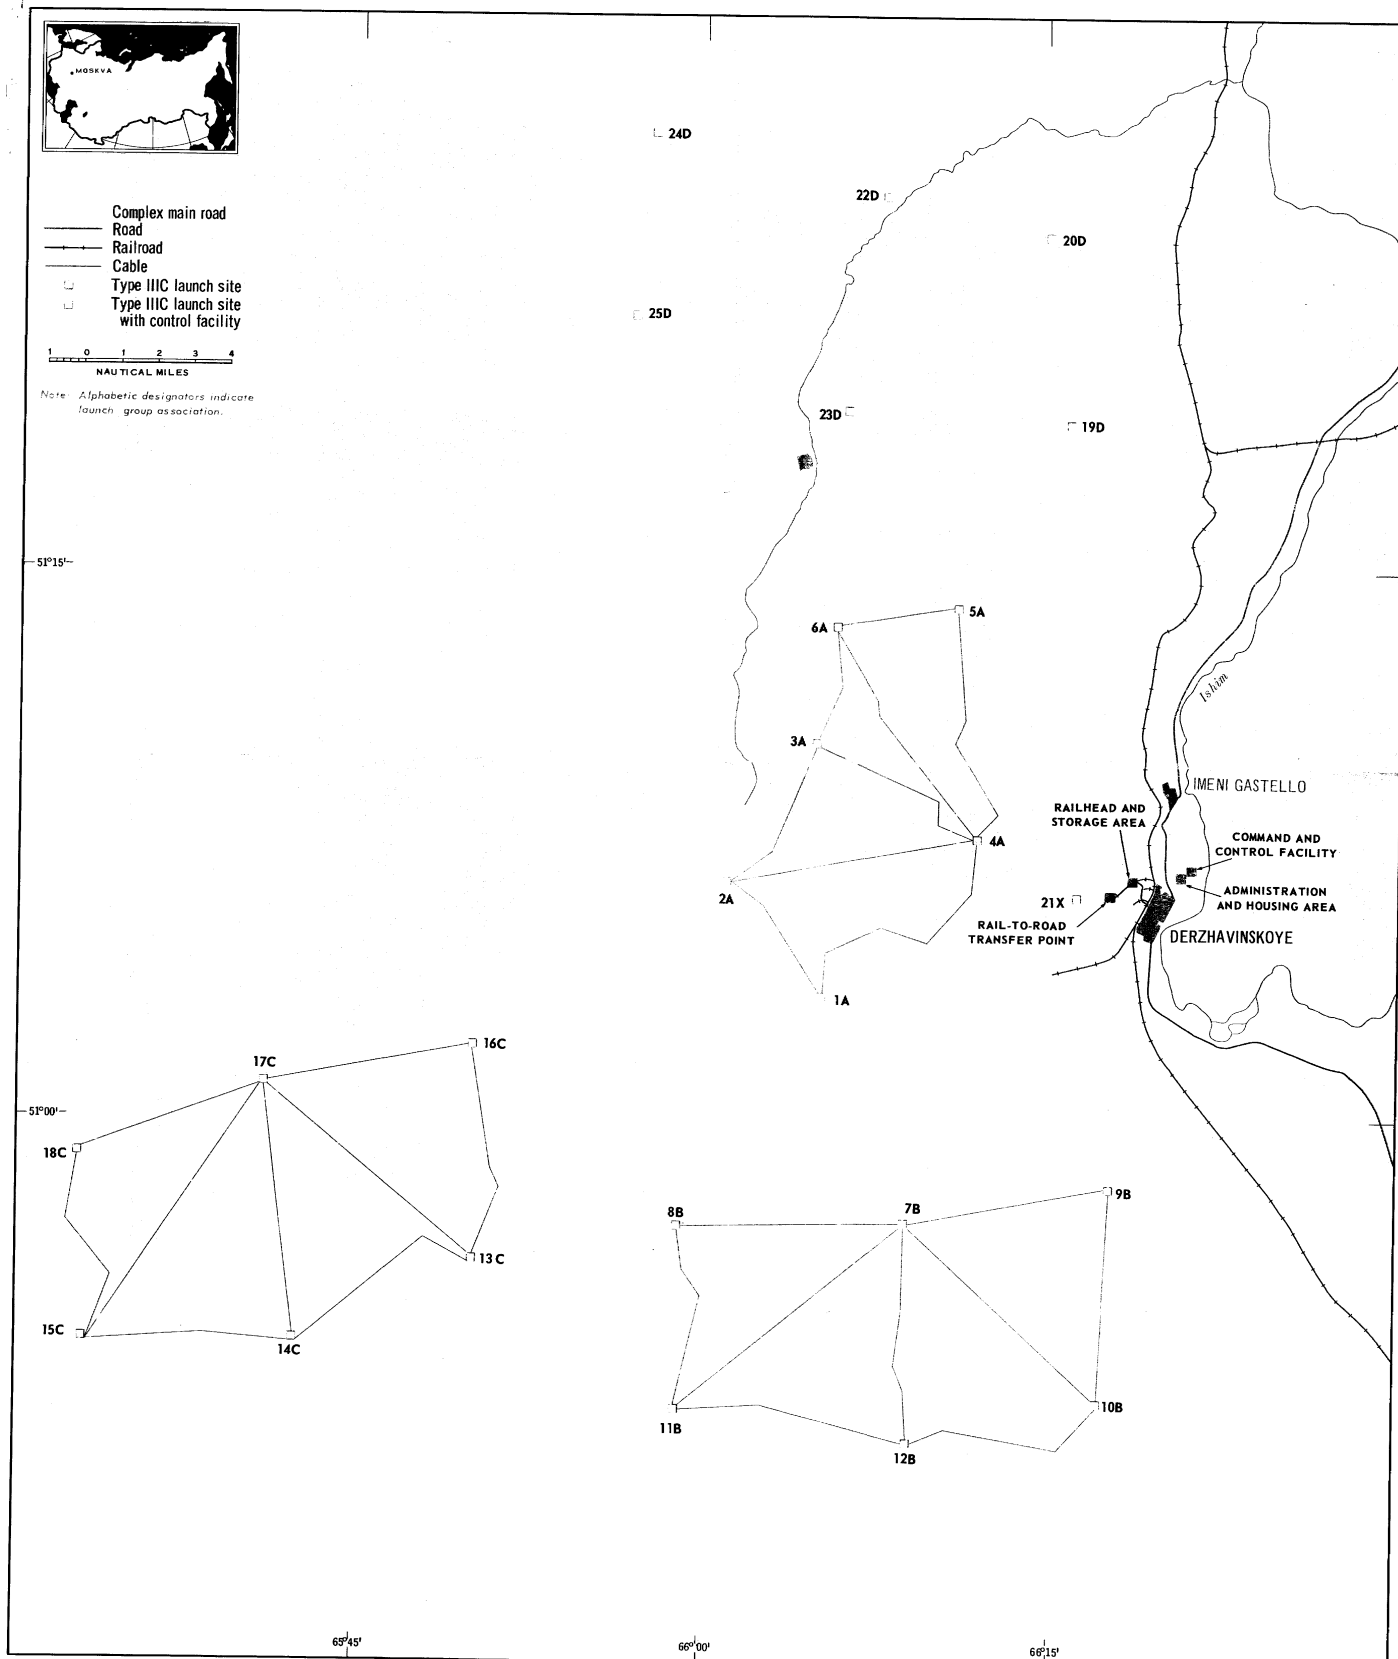 MOSKVA
Complex main road
Road
Railroad
Cable
Type IIIC launch site
Type IIIC launch site
with control facility
1 0 1 2 3 4
NAUTICAL MILES
Note: Alphabetic designators indicate
launch group association.
24D
22D
20D
25D
23D
19D
51°15'
5A
6A
Ishim
3A
IMENI GASTELLO
RAILHEAD AND
STORAGE AREA
4A
COMMAND AND
CONTROL FACILITY
2A
21X
ADMINISTRATION
AND HOUSING AREA
RAIL-TO-ROAD
TRANSFER POINT
DERZHAVINSKOYE
1A
16C
17C
51°00'
18C
9B
8B
7B
13C
15C
14C
10B
11B
12B
65°45'
66°00'
66°15'